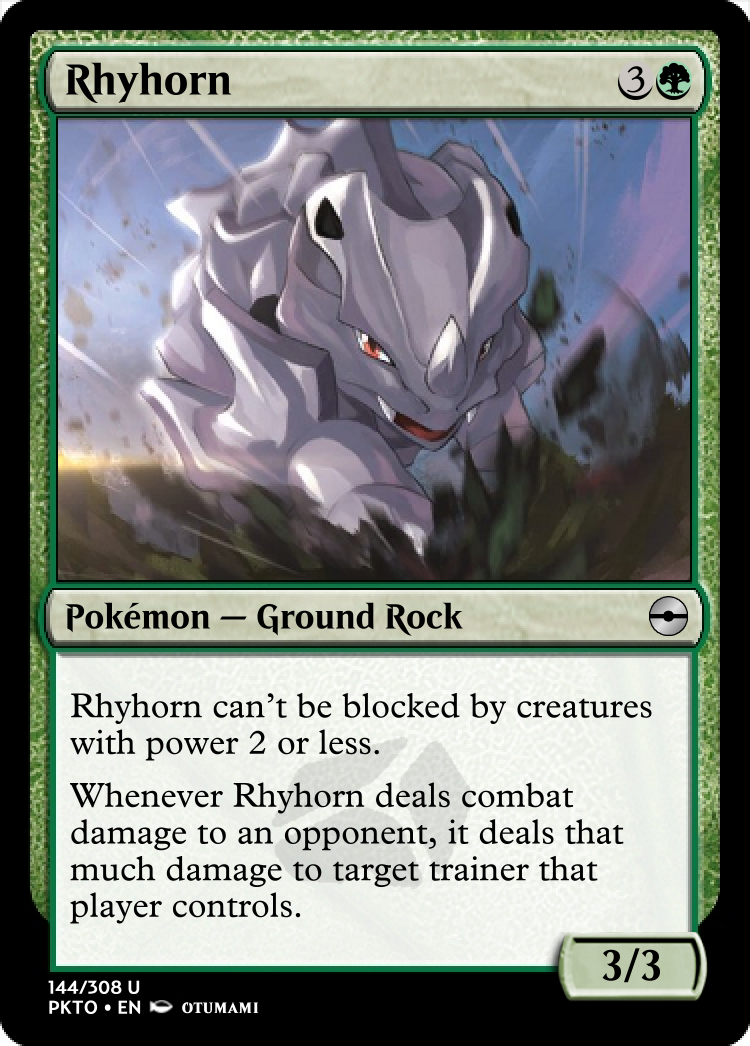 Rhyhorn 3
Pokémon — Ground Rock
Rhyhorn can't be blocked by creatures
with power 2 or less.
Whenever Rhyhorn deals combat
damage to an opponent, it deals that
much damage to target trainer that
player controls.
3/3
144/308 U
PKTO • EN OTUMAMI